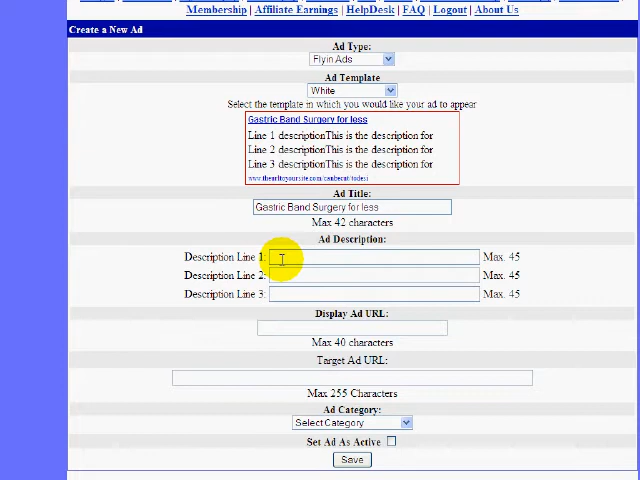 Membership | Affiliate Earnings | HelpDesk | FAQ | Logout | About Us
Create a New Ad
Ad Type:
Flyin Ads
Ad Template
White
Select the template in which you would like your ad to appear
Gastric Band Surgery for less
Line 1 descriptionThis is the description for
Line 2 descriptionThis is the description for
Line 3 descriptionThis is the description for
Ad Title:
Gastric Band Surgery for less
Max 42 characters
Ad Description:
Description Line 1: Max. 45
Description Line 2: Max. 45
Description Line 3: Max. 45
Display Ad URL:
Max 40 characters
Target Ad URL:
Max 255 Characters
Ad Category:
Select Category
Set Ad As Active
Save